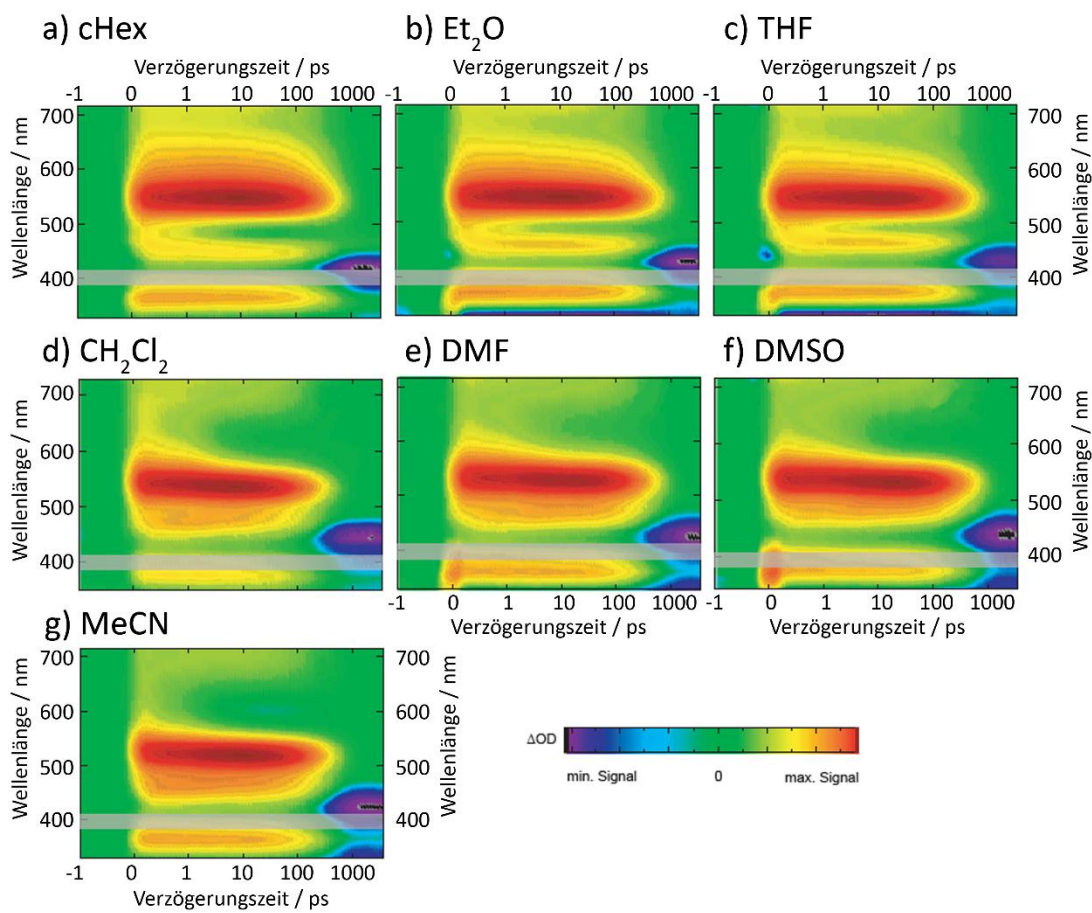 a) cHex
b) Et₂O
c) THF
Verzögerungszeit / ps
Verzögerungszeit / ps
Verzögerungszeit / ps
-1 0 1 10 100 1000
-1 0 1 10 100 1000
-1 0 1 10 100 1000
Wellenlänge / nm
700
600
500
400
700
600
500
400
Wellenlänge / nm
d) CH₂Cl₂
e) DMF
f) DMSO
Wellenlänge / nm
700
600
500
400
700
600
500
400
Wellenlänge / nm
-1 0 1 10 100 1000
-1 0 1 10 100 1000
Verzögerungszeit / ps
Verzögerungszeit / ps
g) MeCN
Wellenlänge / nm
700
600
500
400
700
600
500
400
Wellenlänge / nm
-1 0 1 10 100 1000
Verzögerungszeit / ps
ΔOD
min. Signal 0 max. Signal